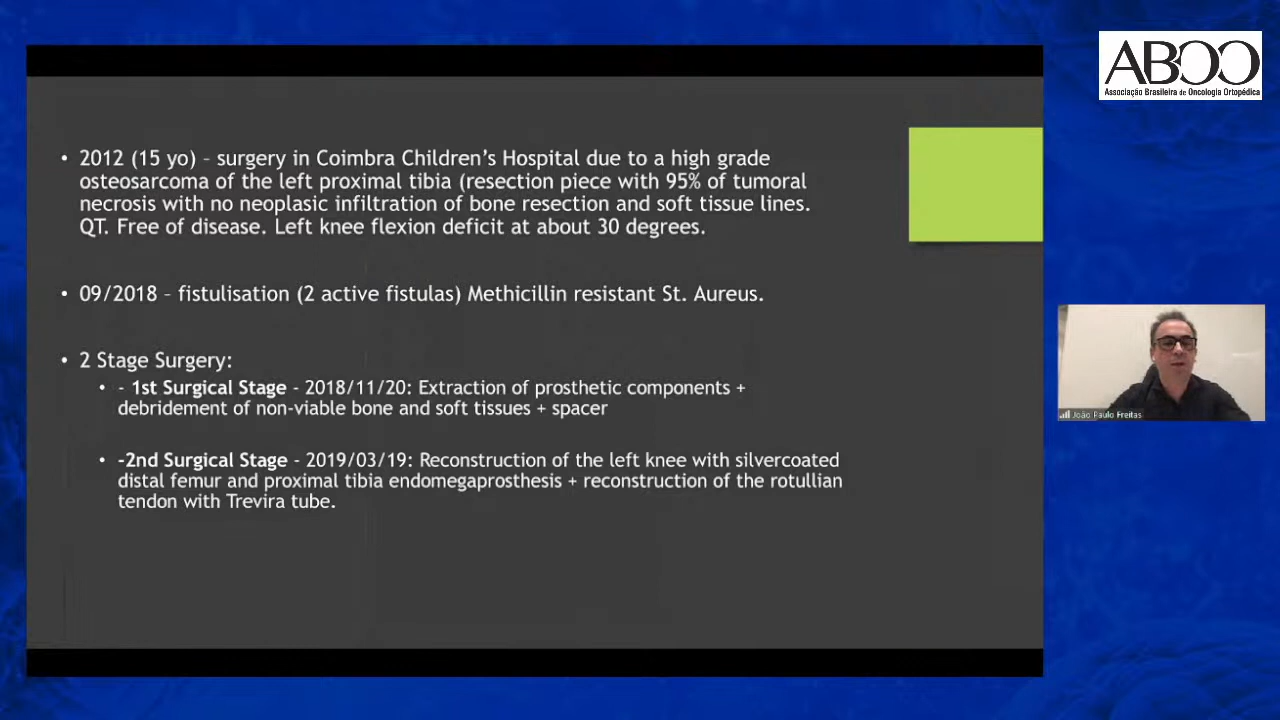 ABOO
Associação Brasileira de Oncologia Ortopédica
• 2012 (15 yo) – surgery in Coimbra Children's Hospital due to a high grade
osteosarcoma of the left proximal tibia (resection piece with 95% of tumoral
necrosis with no neoplasic infiltration of bone resection and soft tissue lines.
QT. Free of disease. Left knee flexion deficit at about 30 degrees.
• 09/2018 – fistulisation (2 active fistulas) Methicillin resistant St. Aureus.
• 2 Stage Surgery:
• - 1st Surgical Stage - 2018/11/20: Extraction of prosthetic components +
debridement of non-viable bone and soft tissues + spacer
• -2nd Surgical Stage - 2019/03/19: Reconstruction of the left knee with silvercoated
distal femur and proximal tibia endomegaprosthesis + reconstruction of the rotullian
tendon with Trevira tube.
João Paulo Freitas